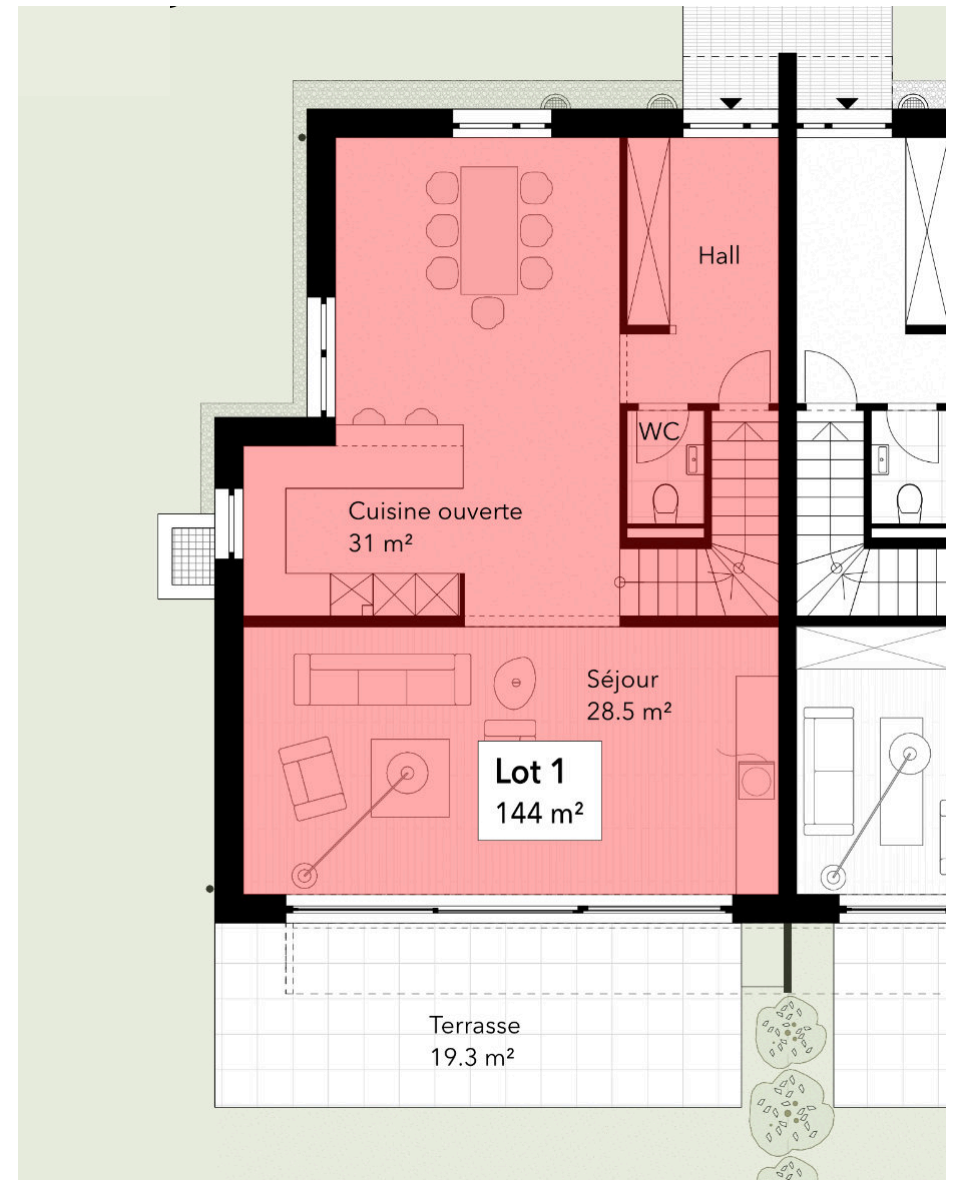 Hall
WC
Cuisine ouverte
31 m²
Séjour
28.5 m²
Lot 1
144 m²
Terrasse
19.3 m²